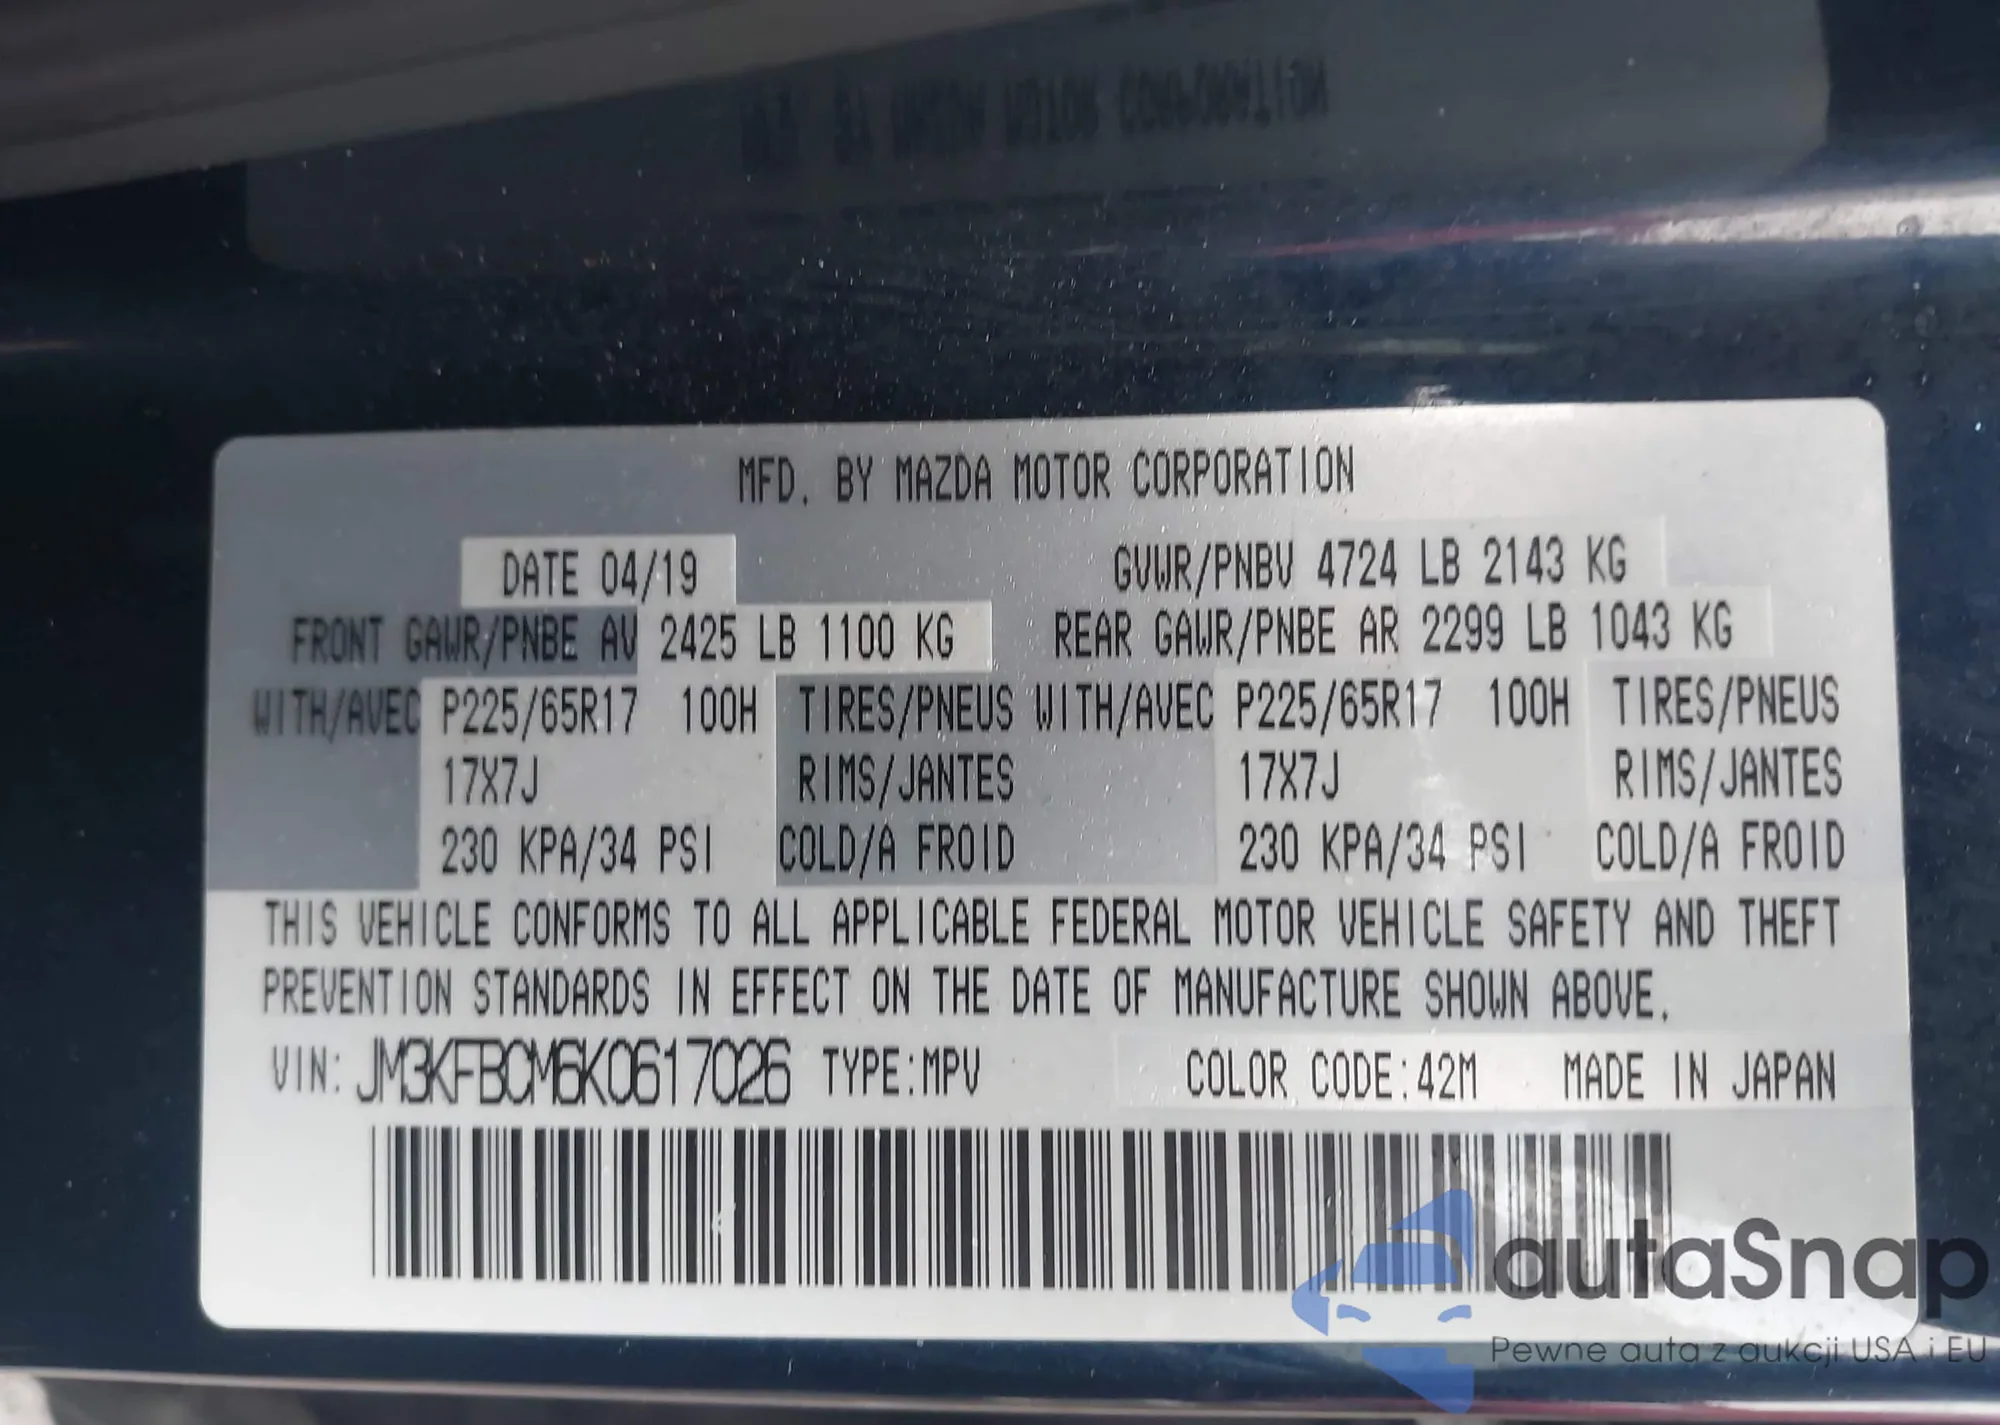 MFD. BY MAZDA MOTOR CORPORATION
DATE 04/19 GVWR/PNBV 4724 LB 2143 KG
FRONT GAWR/PNBE AV 2425 LB 1100 KG REAR GAWR/PNBE AR 2299 LB 1043 KG
WITH/AVEC P225/65R17 100H TIRES/PNEUS WITH/AVEC P225/65R17 100H TIRES/PNEUS
17X7J RIMS/JANTES 17X7J RIMS/JANTES
230 KPA/34 PSI COLD/A FROID 230 KPA/34 PSI COLD/A FROID
THIS VEHICLE CONFORMS TO ALL APPLICABLE FEDERAL MOTOR VEHICLE SAFETY AND THEFT
PREVENTION STANDARDS IN EFFECT ON THE DATE OF MANUFACTURE SHOWN ABOVE.
VIN: JM3KFBCM6K0617026 TYPE:MPV COLOR CODE:42M MADE IN JAPAN
autaSnap
Pewne auta z aukcji USA i EU